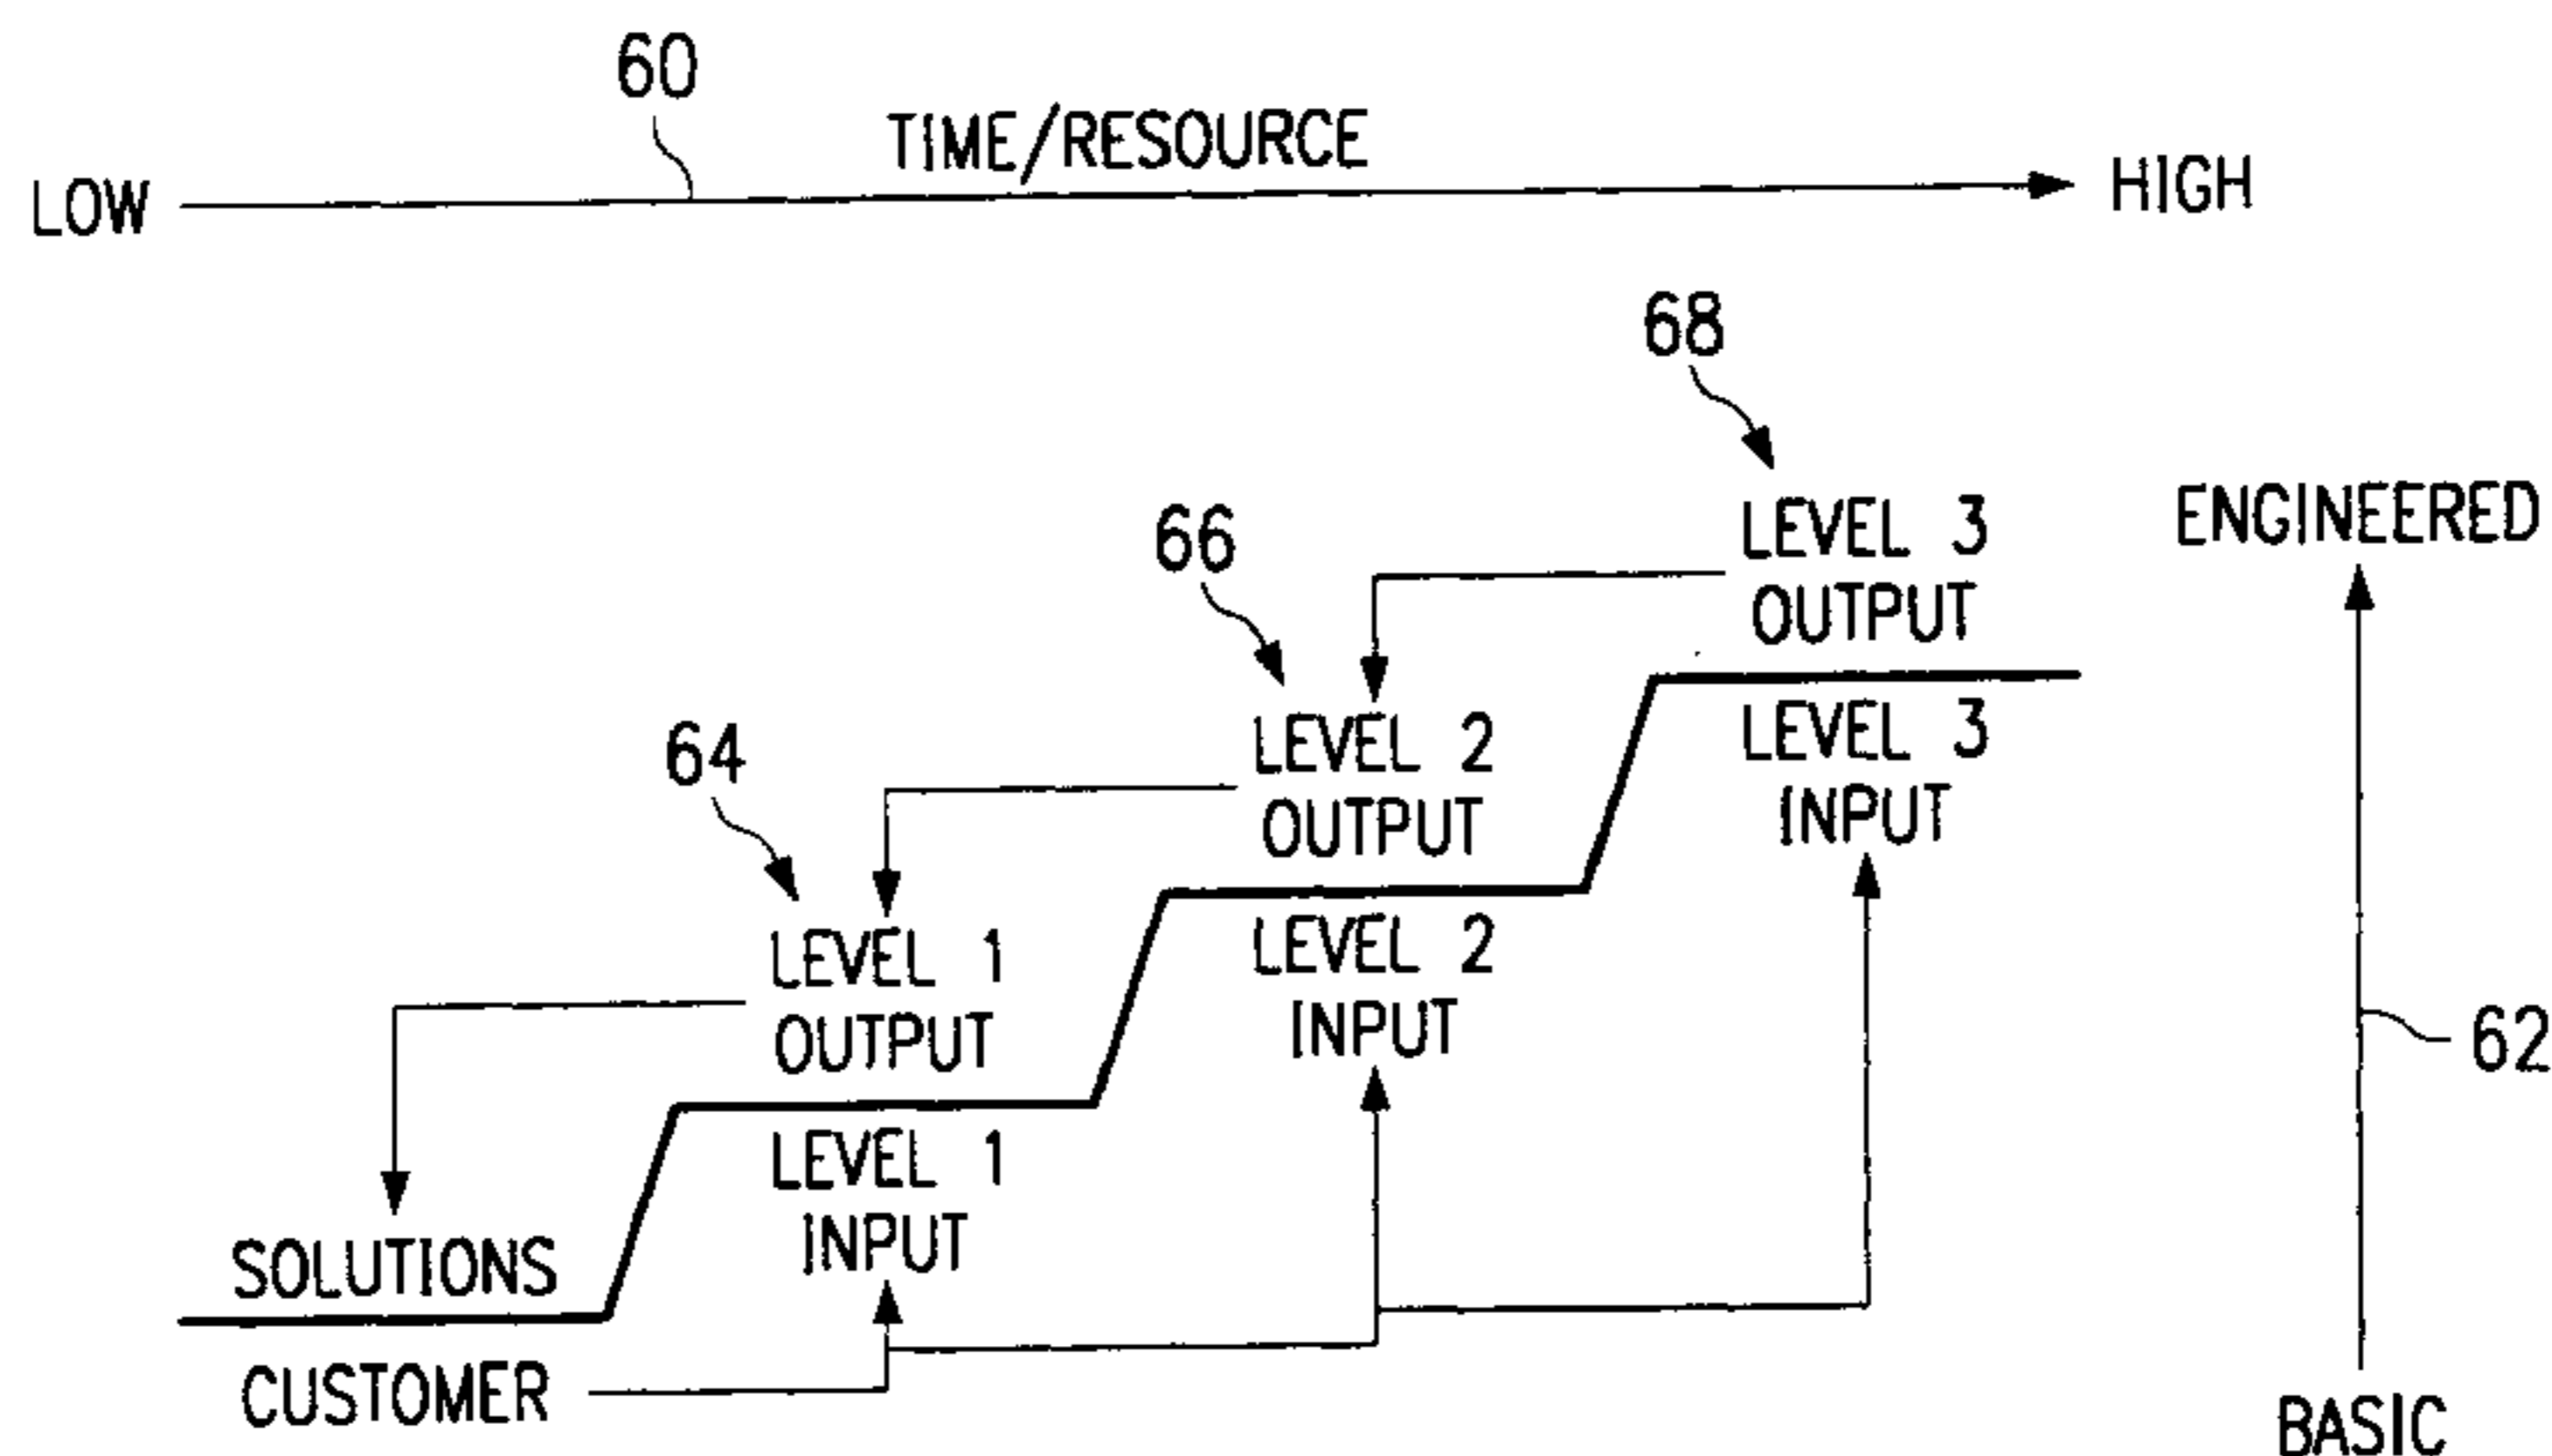 60
TIME/RESOURCE
LOW
HIGH
68
LEVEL 3
OUTPUT
ENGINEERED
66
LEVEL 3
INPUT
LEVEL 2
OUTPUT
64
LEVEL 2
INPUT
LEVEL 1
OUTPUT
62
LEVEL 1
INPUT
SOLUTIONS
CUSTOMER
BASIC